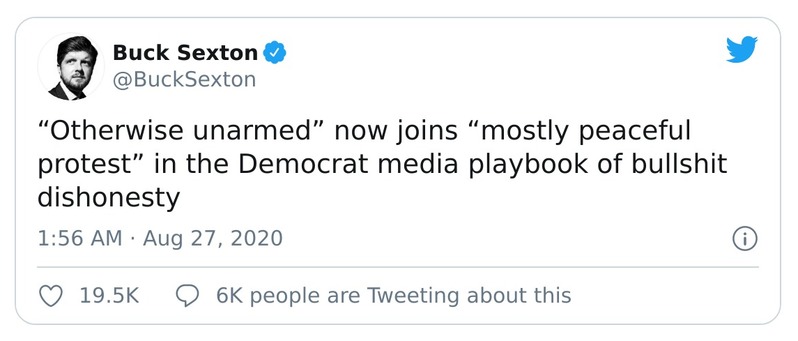 Buck Sexton
@BuckSexton
“Otherwise unarmed” now joins “mostly peaceful
protest” in the Democrat media playbook of bullshit
dishonesty
1:56 AM · Aug 27, 2020
19.5K 6K people are Tweeting about this